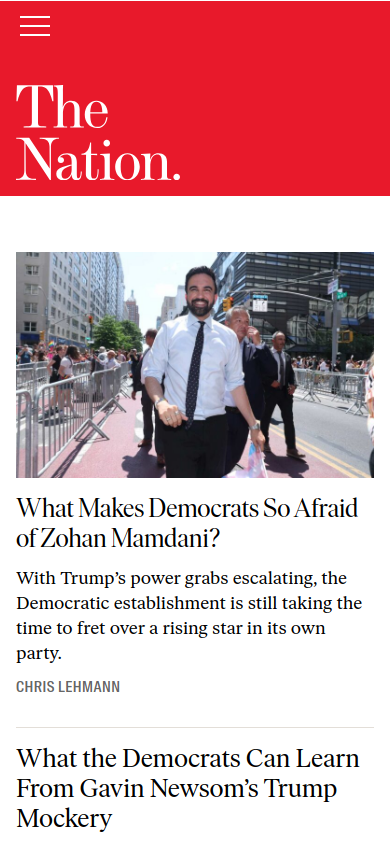 The
Nation.
What Makes Democrats So Afraid
of Zohan Mamdani?
With Trump’s power grabs escalating, the
Democratic establishment is still taking the
time to fret over a rising star in its own
party.
CHRIS LEHMANN
What the Democrats Can Learn
From Gavin Newsom’s Trump
Mockery